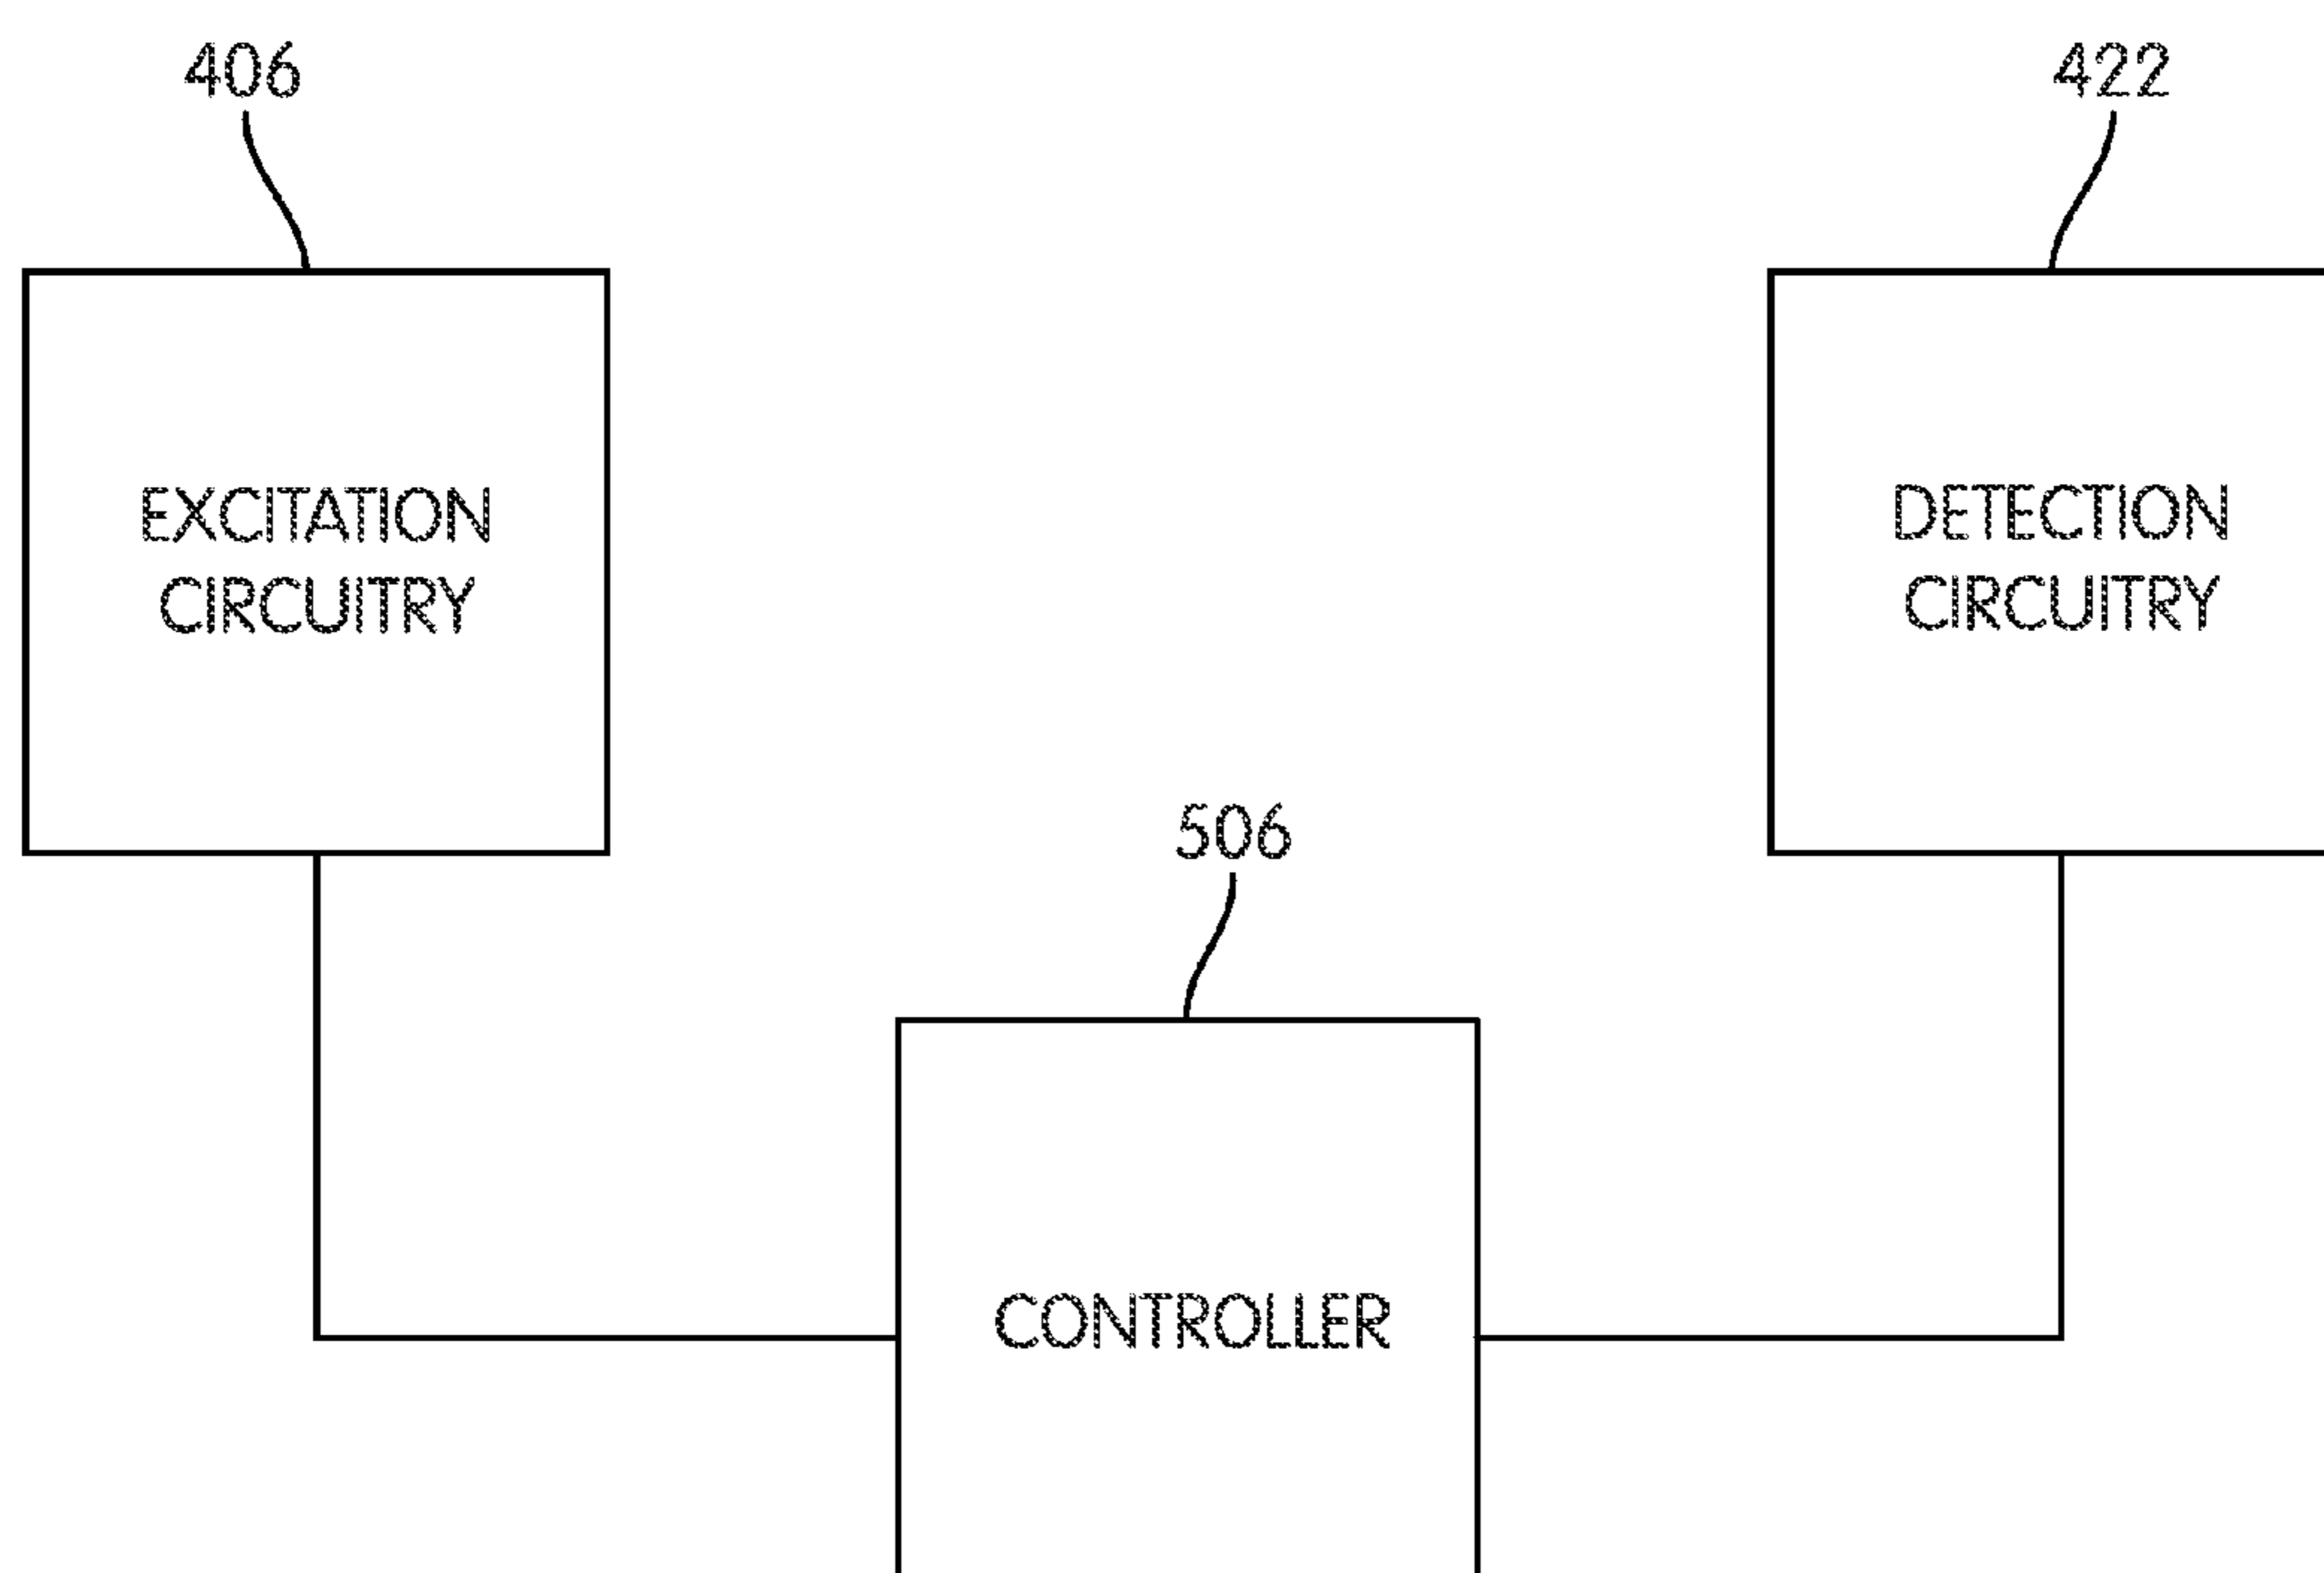 406
422
EXCITATION
CIRCUITRY
DETECTION
CIRCUITRY
506
CONTROLLER